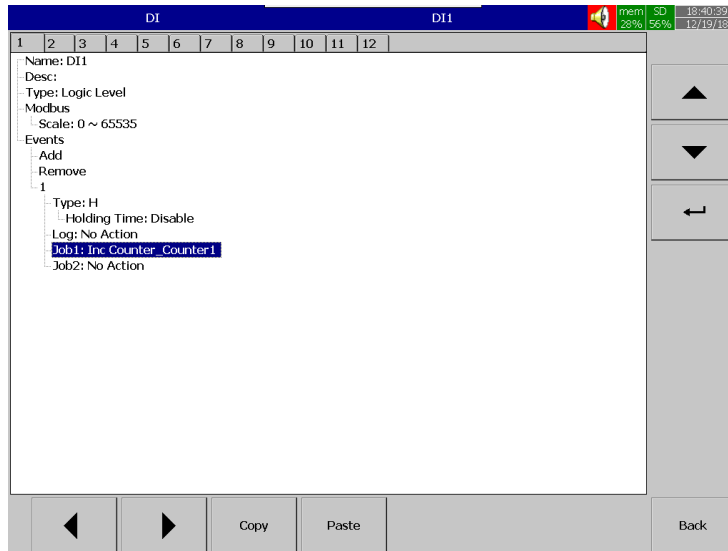 DI DI1 mem SD 18:40:39
28% 56% 12/19/18
1 2 3 4 5 6 7 8 9 10 11 12
Name: DI1
Desc:
Type: Logic Level
Modbus
Scale: 0 ~ 65535
Events
Add
Remove
1
Type: H
Holding Time: Disable
Log: No Action
Job1: Inc Counter_Counter1
Job2: No Action
Copy Paste Back